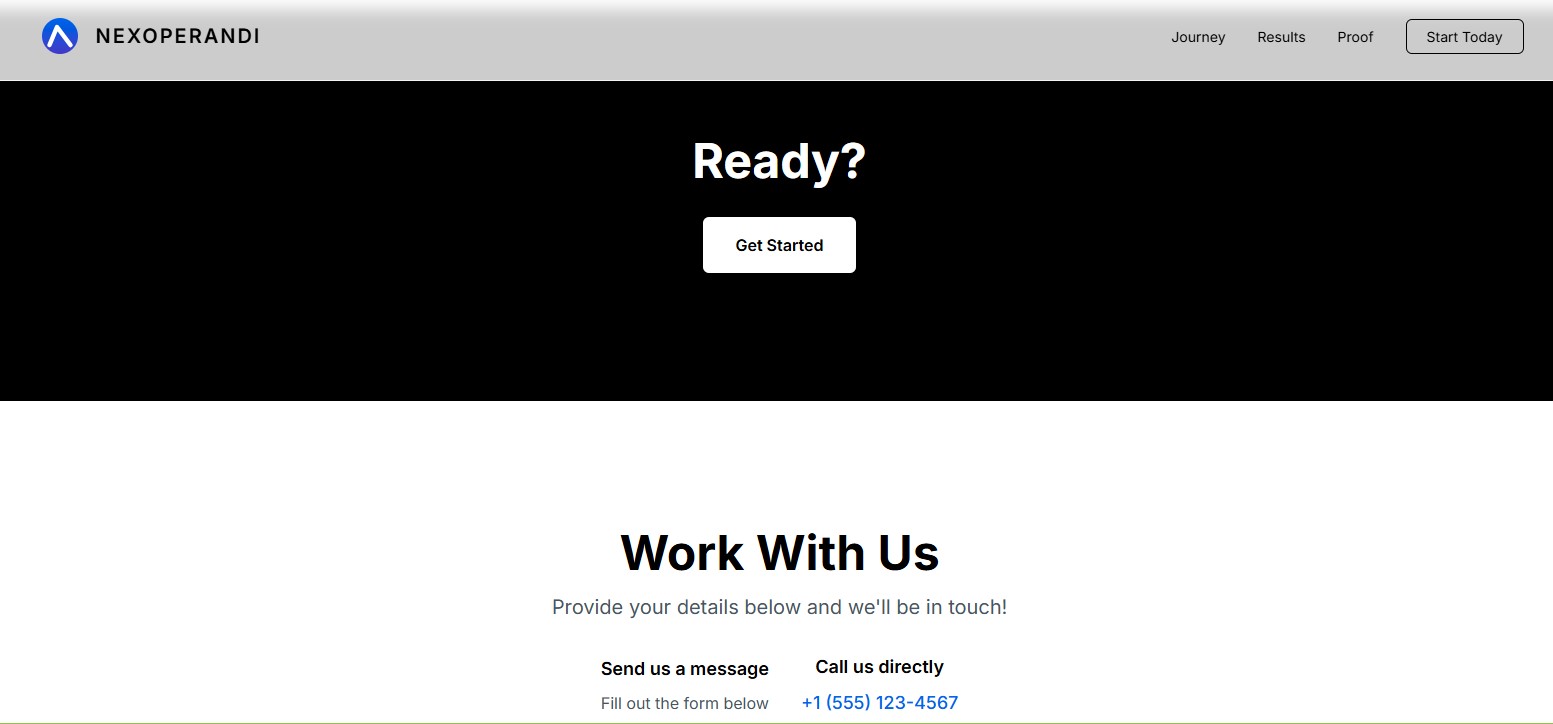 NEXOPERANDI
Journey Results Proof Start Today
Ready?
Get Started
Work With Us
Provide your details below and we'll be in touch!
Send us a message
Fill out the form below
Call us directly
+1 (555) 123-4567